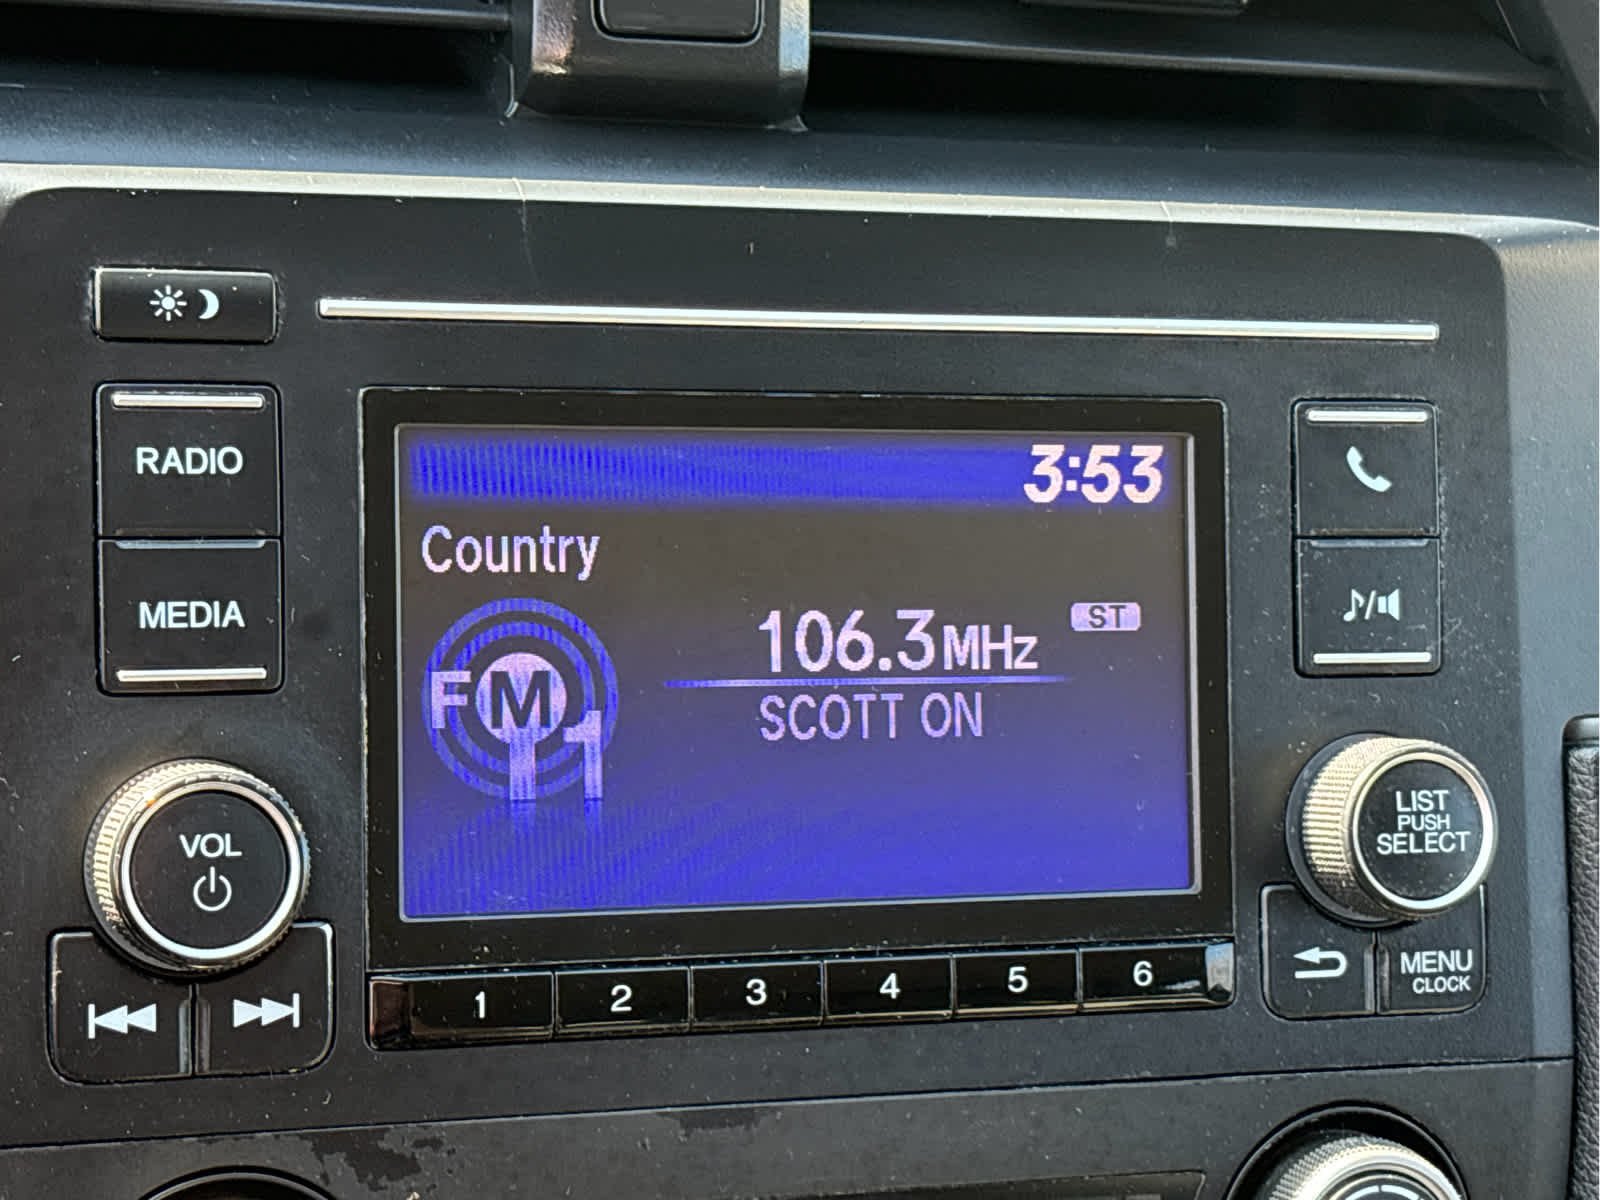 3:53
RADIO
Country
MEDIA
106.3MHz
ST
FM1
SCOTT ON
VOL
LIST
PUSH
SELECT
1 2 3 4 5 6
MENU
CLOCK